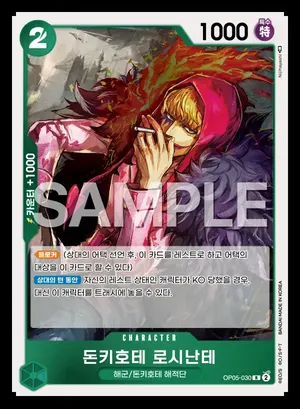 2
1000
특수
特
카운터 +1000
SAMPLE
블로커 (상대의 어택 선언 후, 이 카드를 레스트로 하고 어택의
대상을 이 카드로 할 수 있다)
상대의 턴 동안 자신의 레스트 상태인 캐릭터가 KO 당했을 경우,
대신 이 캐릭터를 트래시에 놓을 수 있다.
CHARACTER
돈키호테 로시난테
해군/돈키호테 해적단
OP05-030 R 2